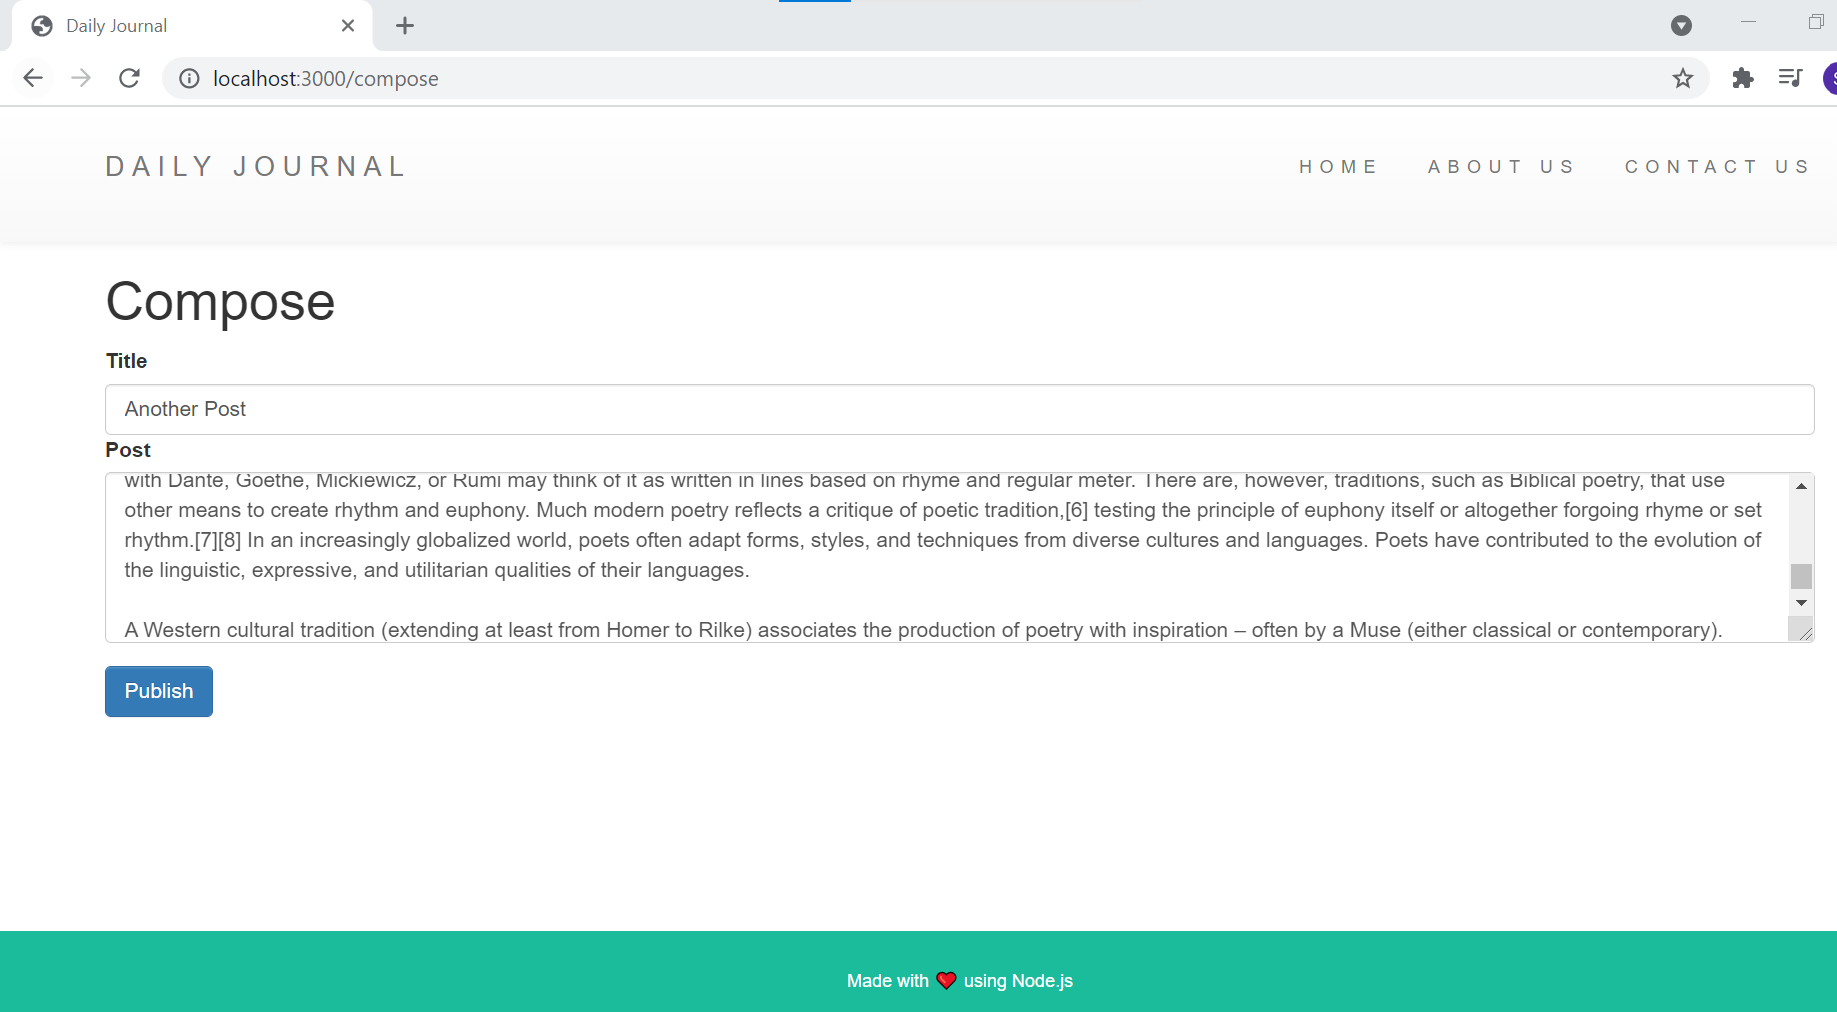 Daily Journal
localhost:3000/compose
DAILY JOURNAL
HOME ABOUT US CONTACT US
Compose
Title
Another Post
Post
with Dante, Goethe, Mickiewicz, or Rumi may think of it as written in lines based on rhyme and regular meter. There are, however, traditions, such as Biblical poetry, that use
other means to create rhythm and euphony. Much modern poetry reflects a critique of poetic tradition,[6] testing the principle of euphony itself or altogether forgoing rhyme or set
rhythm.[7][8] In an increasingly globalized world, poets often adapt forms, styles, and techniques from diverse cultures and languages. Poets have contributed to the evolution of
the linguistic, expressive, and utilitarian qualities of their languages.
A Western cultural tradition (extending at least from Homer to Rilke) associates the production of poetry with inspiration – often by a Muse (either classical or contemporary).
Publish
Made with ❤ using Node.js